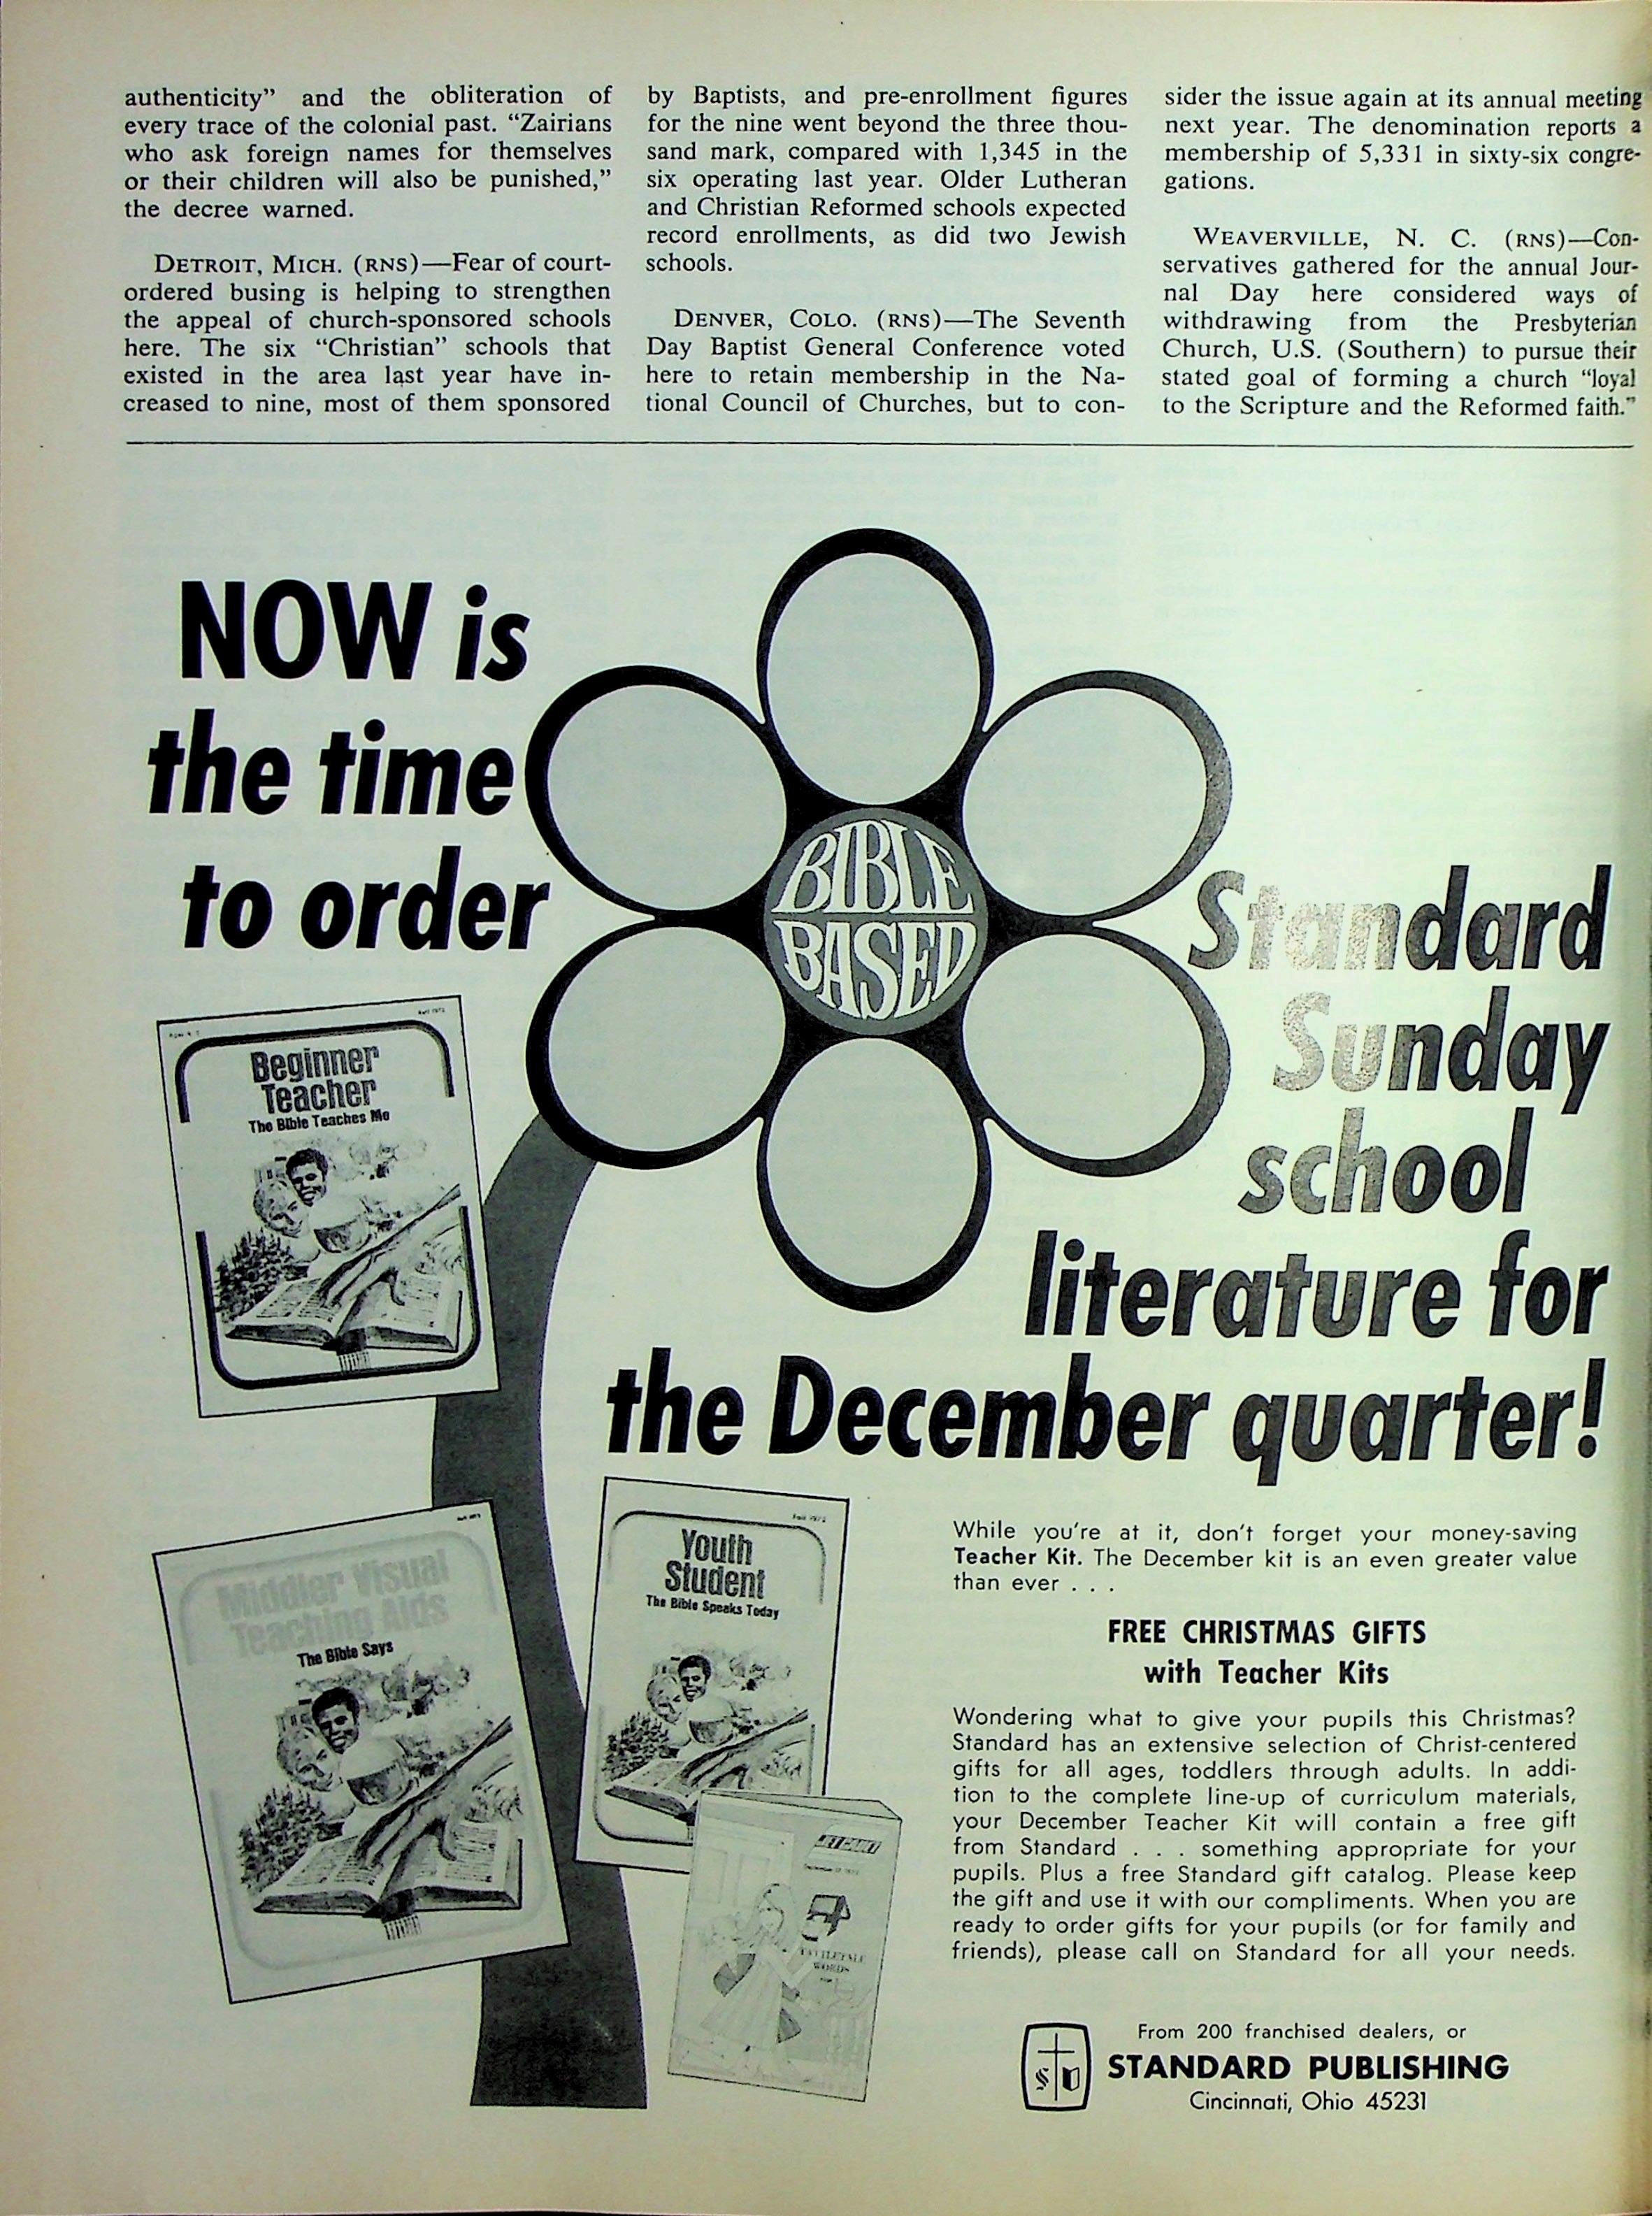 authenticity” and the obliteration of
every trace of the colonial past. “Zairians
who ask foreign names for themselves
or their children will also be punished,”
the decree warned.
DETROIT, MICH. (RNS)—Fear of court-
ordered busing is helping to strengthen
the appeal of church-sponsored schools
here. The six “Christian” schools that
existed in the area last year have in-
creased to nine, most of them sponsored
by Baptists, and pre-enrollment figures
for the nine went beyond the three thou-
sand mark, compared with 1,345 in the
six operating last year. Older Lutheran
and Christian Reformed schools expected
record enrollments, as did two Jewish
schools.
DENVER, COLO. (RNS)—The Seventh
Day Baptist General Conference voted
here to retain membership in the Na-
tional Council of Churches, but to con-
sider the issue again at its annual meeting
next year. The denomination reports a
membership of 5,331 in sixty-six congre-
gations.
WEAVERVILLE, N. C. (RNS)—Con-
servatives gathered for the annual Jour-
nal Day here considered ways of
withdrawing from the Presbyterian
Church, U.S. (Southern) to pursue their
stated goal of forming a church “loyal
to the Scripture and the Reformed faith.”
NOW is
the time
to order
BIBLE
BASED
Standard
Sunday
school
literature for
the December quarter!
Beginner
Teacher
The Bible Teaches Me
Middler Visual
Teaching Aids
The Bible Says
Youth
Student
The Bible Speaks Today
While you're at it, don't forget your money-saving
Teacher Kit. The December kit is an even greater value
than ever . . .
FREE CHRISTMAS GIFTS
with Teacher Kits
Wondering what to give your pupils this Christmas?
Standard has an extensive selection of Christ-centered
gifts for all ages, toddlers through adults. In addi-
tion to the complete line-up of curriculum materials,
your December Teacher Kit will contain a free gift
from Standard . . . something appropriate for your
pupils. Plus a free Standard gift catalog. Please keep
the gift and use it with our compliments. When you are
ready to order gifts for your pupils (or for family and
friends), please call on Standard for all your needs.
From 200 franchised dealers, or
STANDARD PUBLISHING
Cincinnati, Ohio 45231